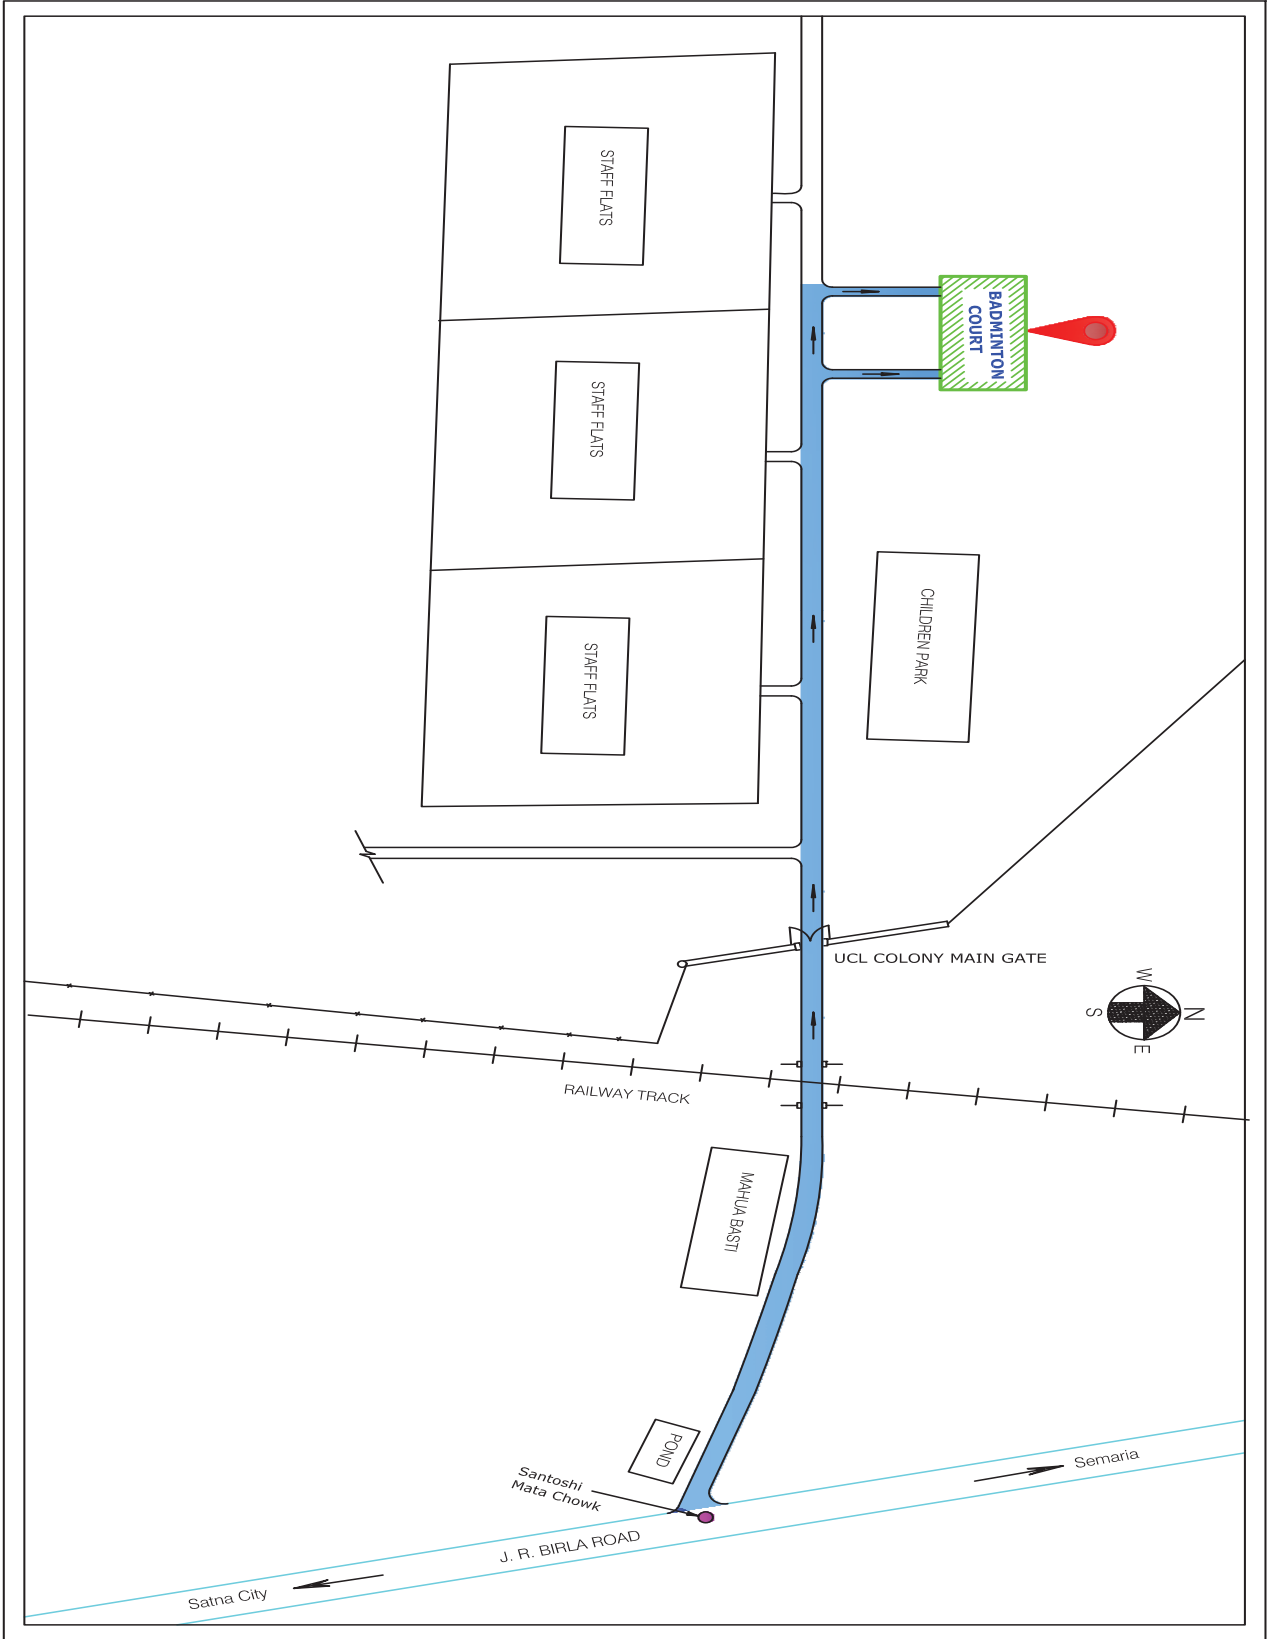 STAFF FLATS
BADMINTON
COURT
STAFF FLATS
CHILDREN PARK
STAFF FLATS
UCL COLONY MAIN GATE
W
N
S
E
RAILWAY TRACK
MAHUA BASTI
POND
Santoshi
Mata Chowk
Semaria
J. R. BIRLA ROAD
Satna City